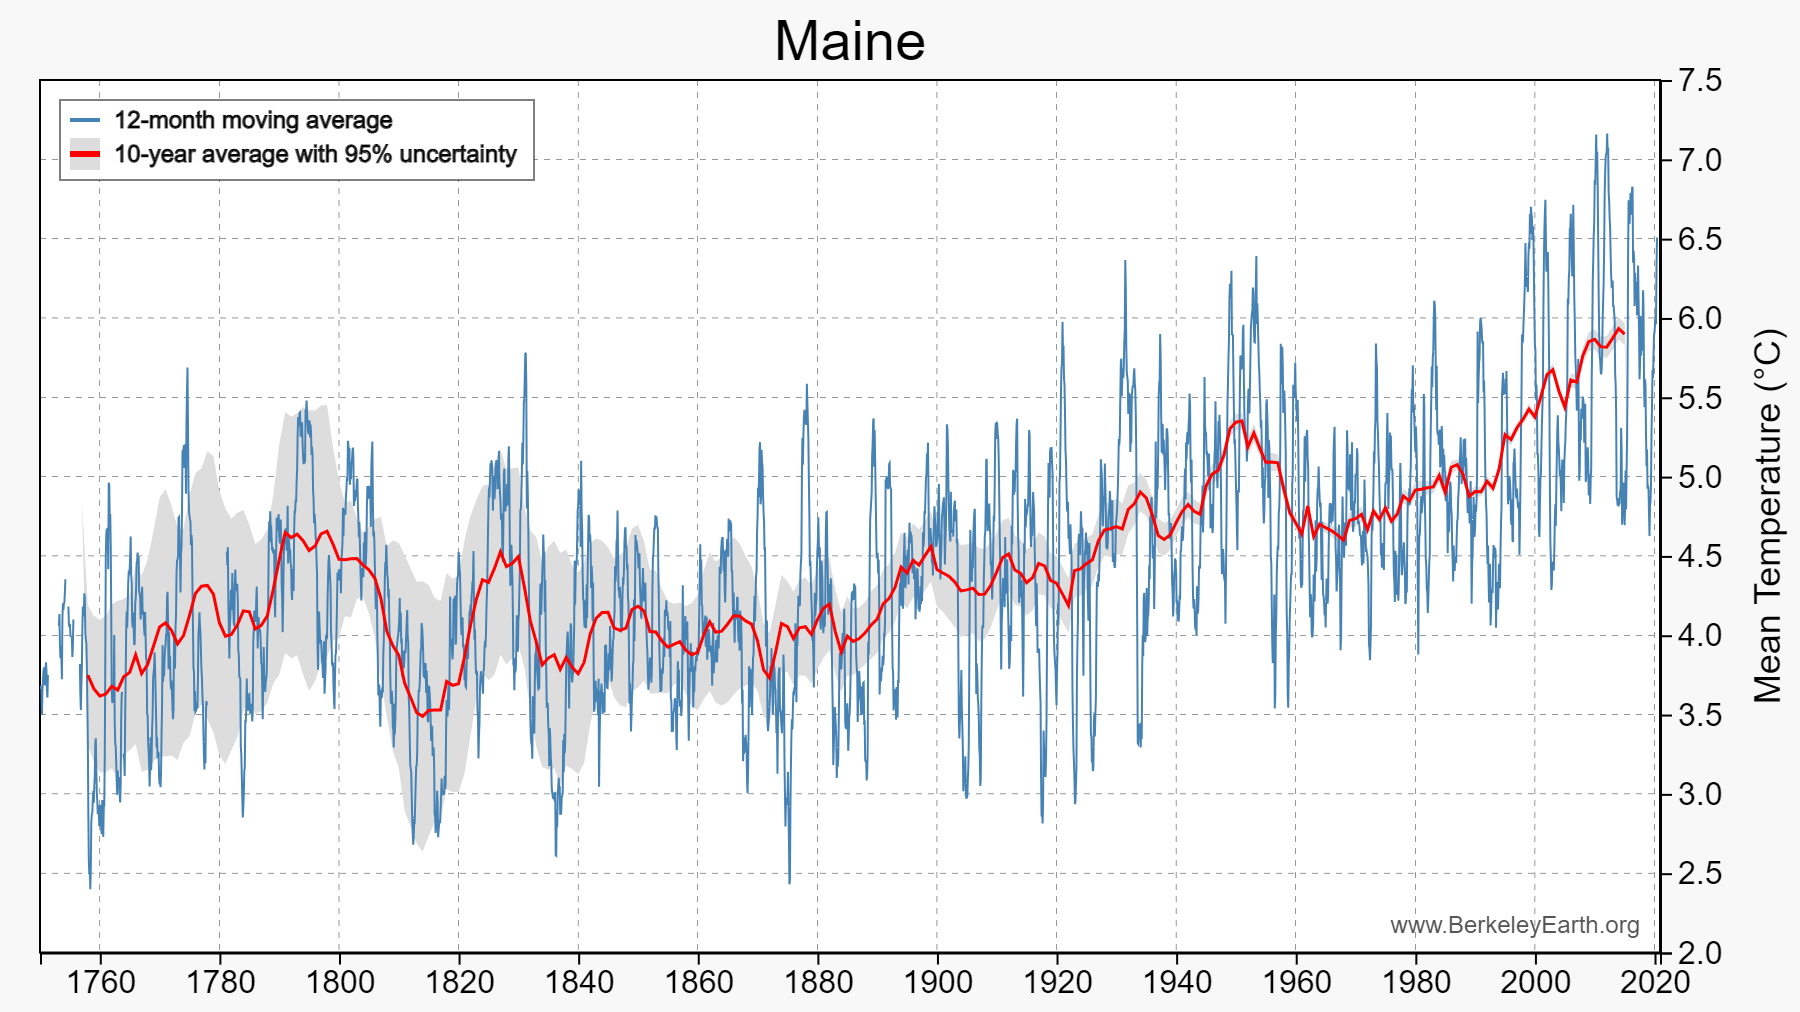 Maine
12-month moving average
10-year average with 95% uncertainty
7.5
7.0
6.5
6.0
5.5
5.0
4.5
4.0
3.5
3.0
2.5
2.0
Mean Temperature (°C)
www.BerkeleyEarth.org
1760 1780 1800 1820 1840 1860 1880 1900 1920 1940 1960 1980 2000 2020